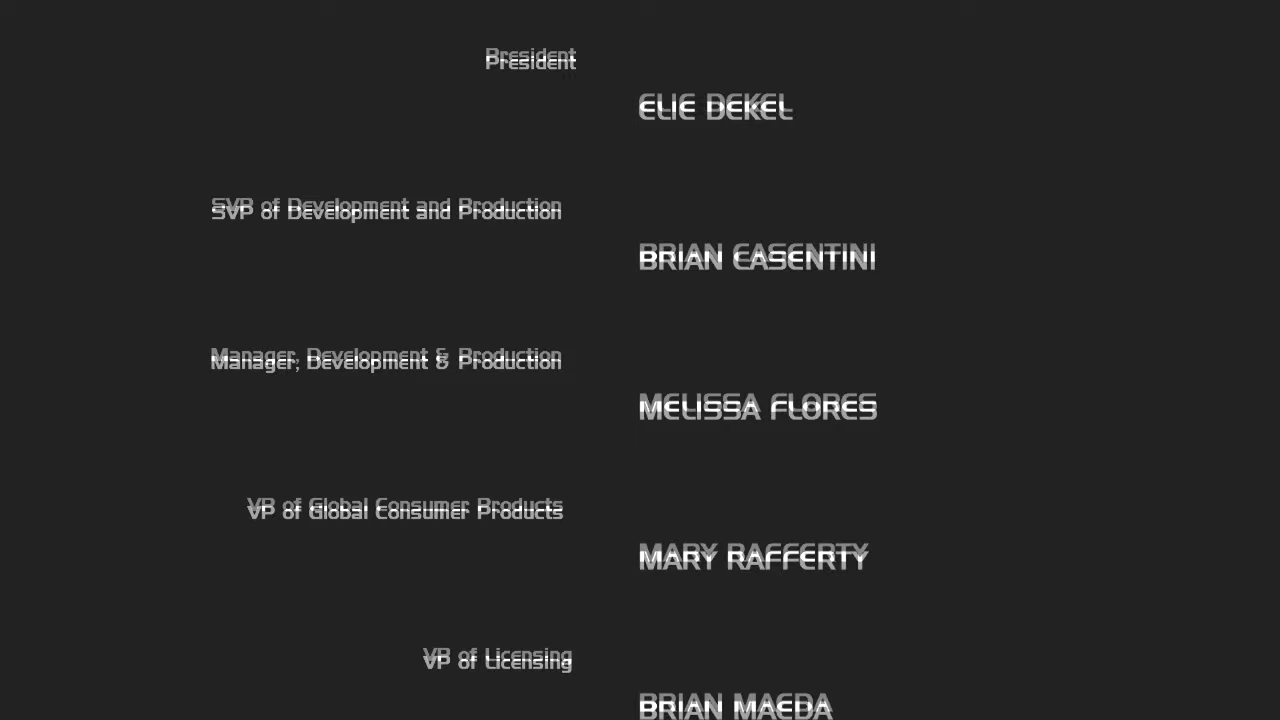 President
ELIE DEKEL
SVP of Development and Production
BRIAN CASENTINI
Manager, Development & Production
MELISSA FLORES
VP of Global Consumer Products
MARY RAFFERTY
VP of Licensing
BRIAN MAEDA